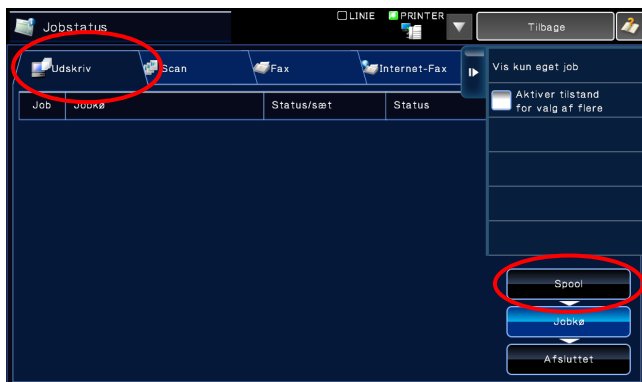 Jobstatus
LINIE
PRINTER
Tilbage
Udskriv
Scan
Fax
Internet-Fax
Vis kun eget job
Job
Jobkø
Status/sæt
Status
Aktiver tilstand
for valg af flere
Spool
Jobkø
Afsluttet